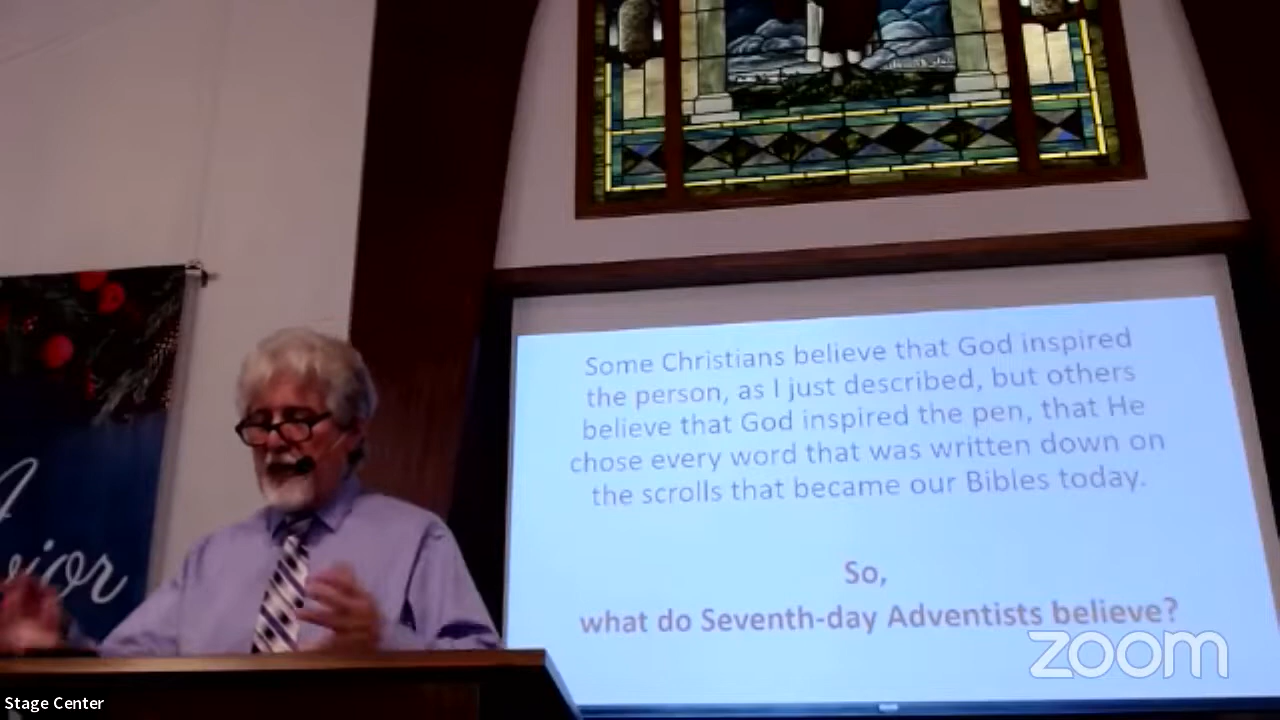 Some Christians believe that God inspired
the person, as I just described, but others
believe that God inspired the pen, that He
chose every word that was written down on
the scrolls that became our Bibles today.
So,
what do Seventh-day Adventists believe?
zoom
Stage Center